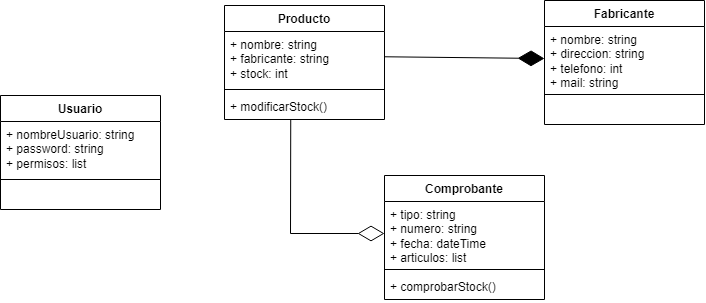 Producto
+ nombre: string
+ fabricante: string
+ stock: int
+ modificarStock()
Fabricante
+ nombre: string
+ direccion: string
+ telefono: int
+ mail: string
Usuario
+ nombreUsuario: string
+ password: string
+ permisos: list
Comprobante
+ tipo: string
+ numero: string
+ fecha: dateTime
+ articulos: list
+ comprobarStock()